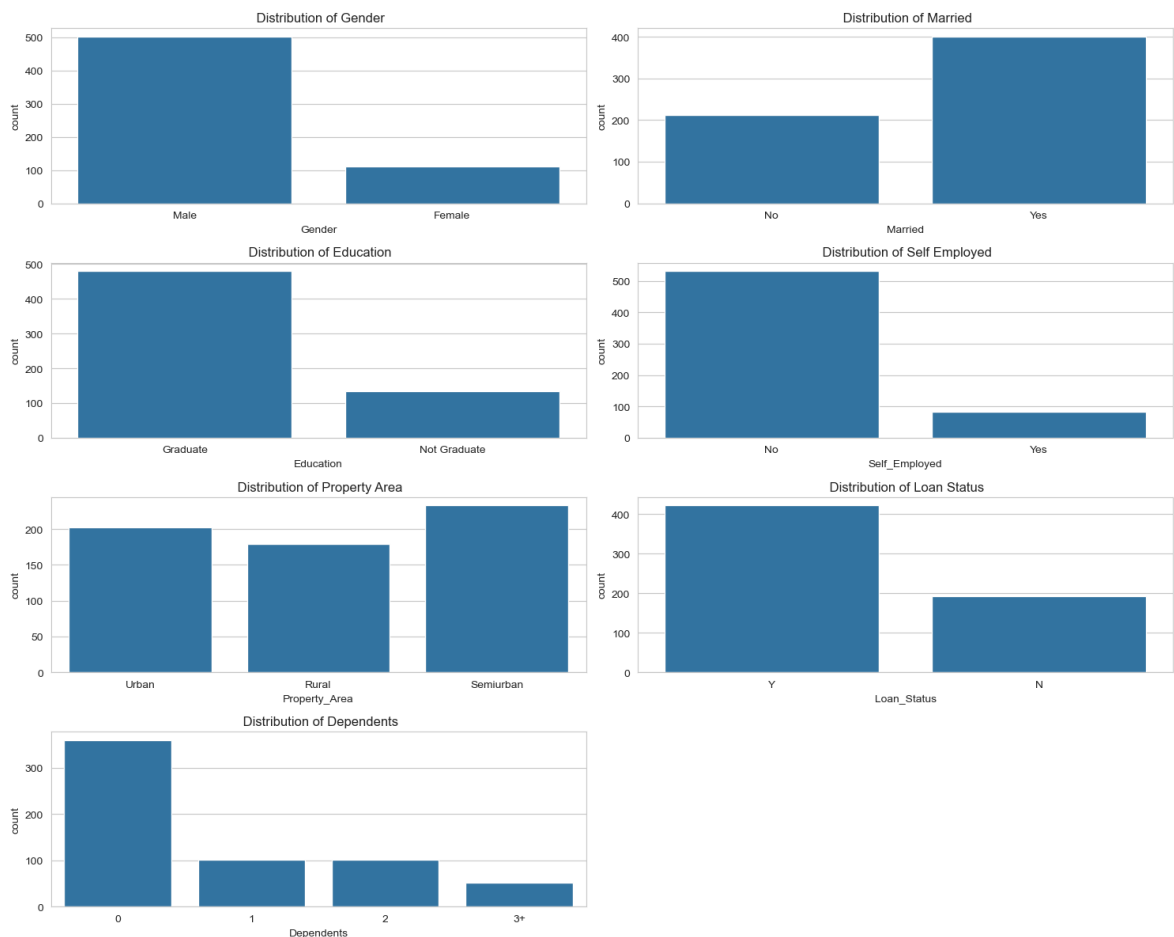 Distribution of Gender
500
400
300
200
100
0
count
Male Female
Gender
Distribution of Married
400
300
200
100
0
count
No Yes
Married
Distribution of Education
500
400
300
200
100
0
count
Graduate Not Graduate
Education
Distribution of Self Employed
500
400
300
200
100
0
count
No Yes
Self_Employed
Distribution of Property Area
200
150
100
50
0
count
Urban Rural Semiurban
Property_Area
Distribution of Loan Status
400
300
200
100
0
count
Y N
Loan_Status
Distribution of Dependents
300
200
100
0
count
0 1 2 3+
Dependents